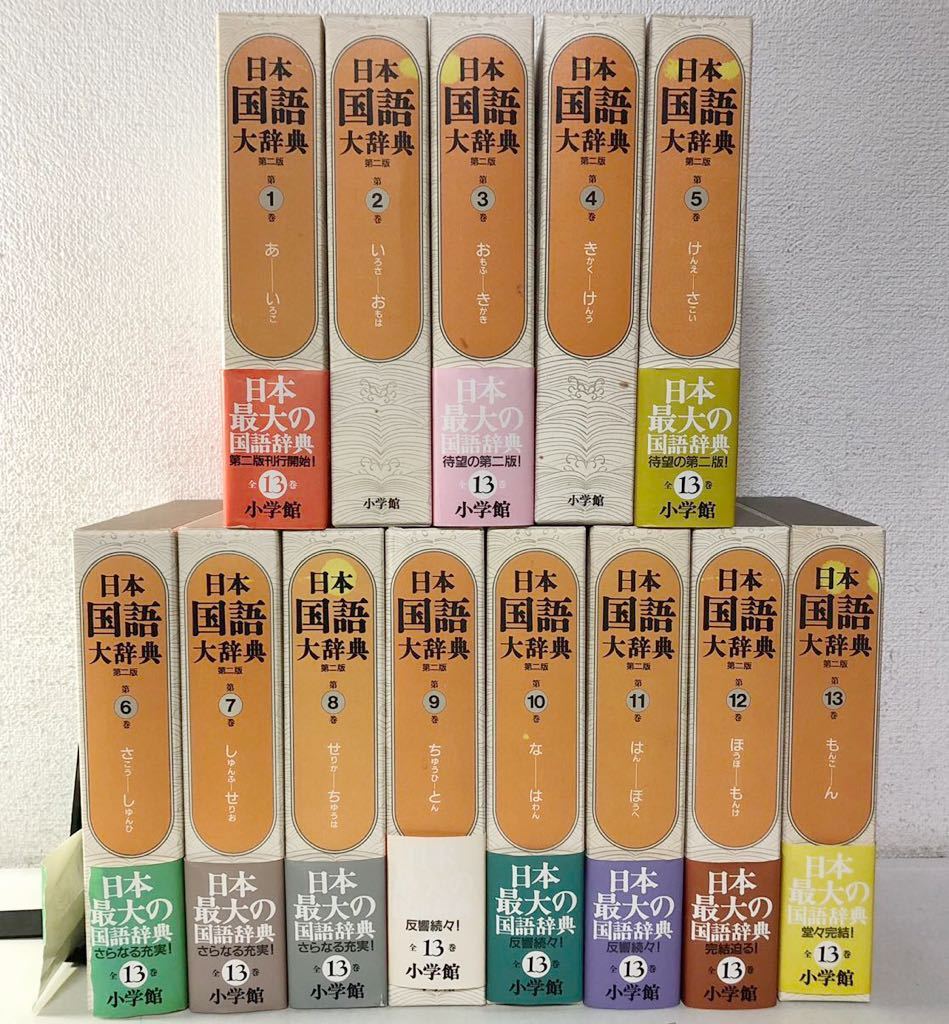 日本
国語
大辞典
第二版
第
1
巻
あ――いろこ
日本
最大の
国語辞典
第二版刊行開始!
全13巻
小学館
日本
国語
大辞典
第二版
第
2
巻
いろさ――おもは
小学館
日本
国語
大辞典
第二版
第
3
巻
おもふ――きかき
日本
最大の
国語辞典
待望の第二版!
全13巻
小学館
日本
国語
大辞典
第二版
第
4
巻
きかく――けんう
小学館
日本
国語
大辞典
第二版
第
5
巻
けんえ――さこい
日本
最大の
国語辞典
待望の第二版!
全13巻
小学館
日本
国語
大辞典
第二版
第
6
巻
さこう――しゅんひ
日本
最大の
国語辞典
さらなる充実!
全13巻
小学館
日本
国語
大辞典
第二版
第
7
巻
しゅんふ――せりお
日本
最大の
国語辞典
さらなる充実!
全13巻
小学館
日本
国語
大辞典
第二版
第
8
巻
せりか――ちゅうは
日本
最大の
国語辞典
さらなる充実!
全13巻
小学館
日本
国語
大辞典
第二版
第
9
巻
ちゅうひ――とん
反響続々!
全13巻
小学館
日本
国語
大辞典
第二版
第
10
巻
な――はわん
日本
最大の
国語辞典
反響続々!
全13巻
小学館
日本
国語
大辞典
第二版
第
11
巻
はん――ほうへ
日本
最大の
国語辞典
反響続々!
全13巻
小学館
日本
国語
大辞典
第二版
第
12
巻
ほうほ――もんけ
日本
最大の
国語辞典
完結迫る!
全13巻
小学館
日本
国語
大辞典
第二版
第
13
巻
もんこ――ん
日本
最大の
国語辞典
堂々完結!
全13巻
小学館